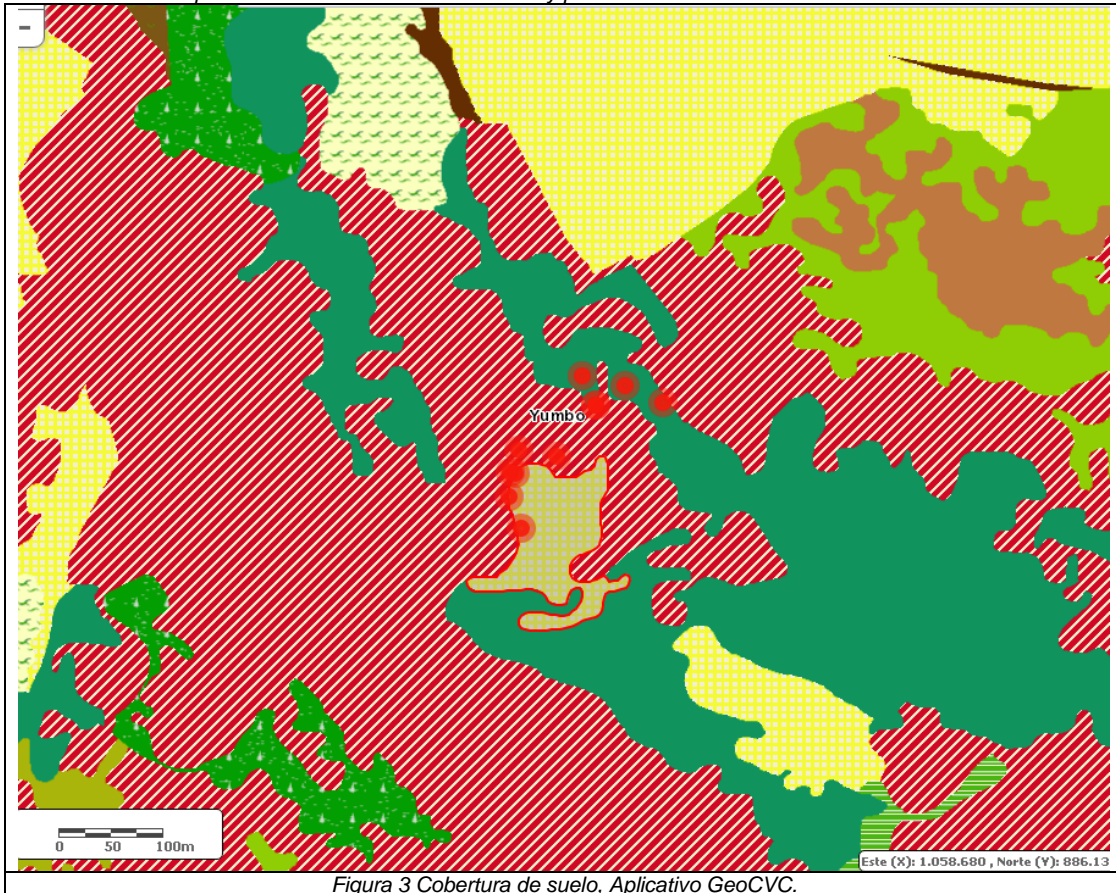 Yumbo
0 50 100m
Este (X): 1.058.680 , Norte (Y): 886.13
Figura 3 Cobertura de suelo. Aplicativo GeoCVC.